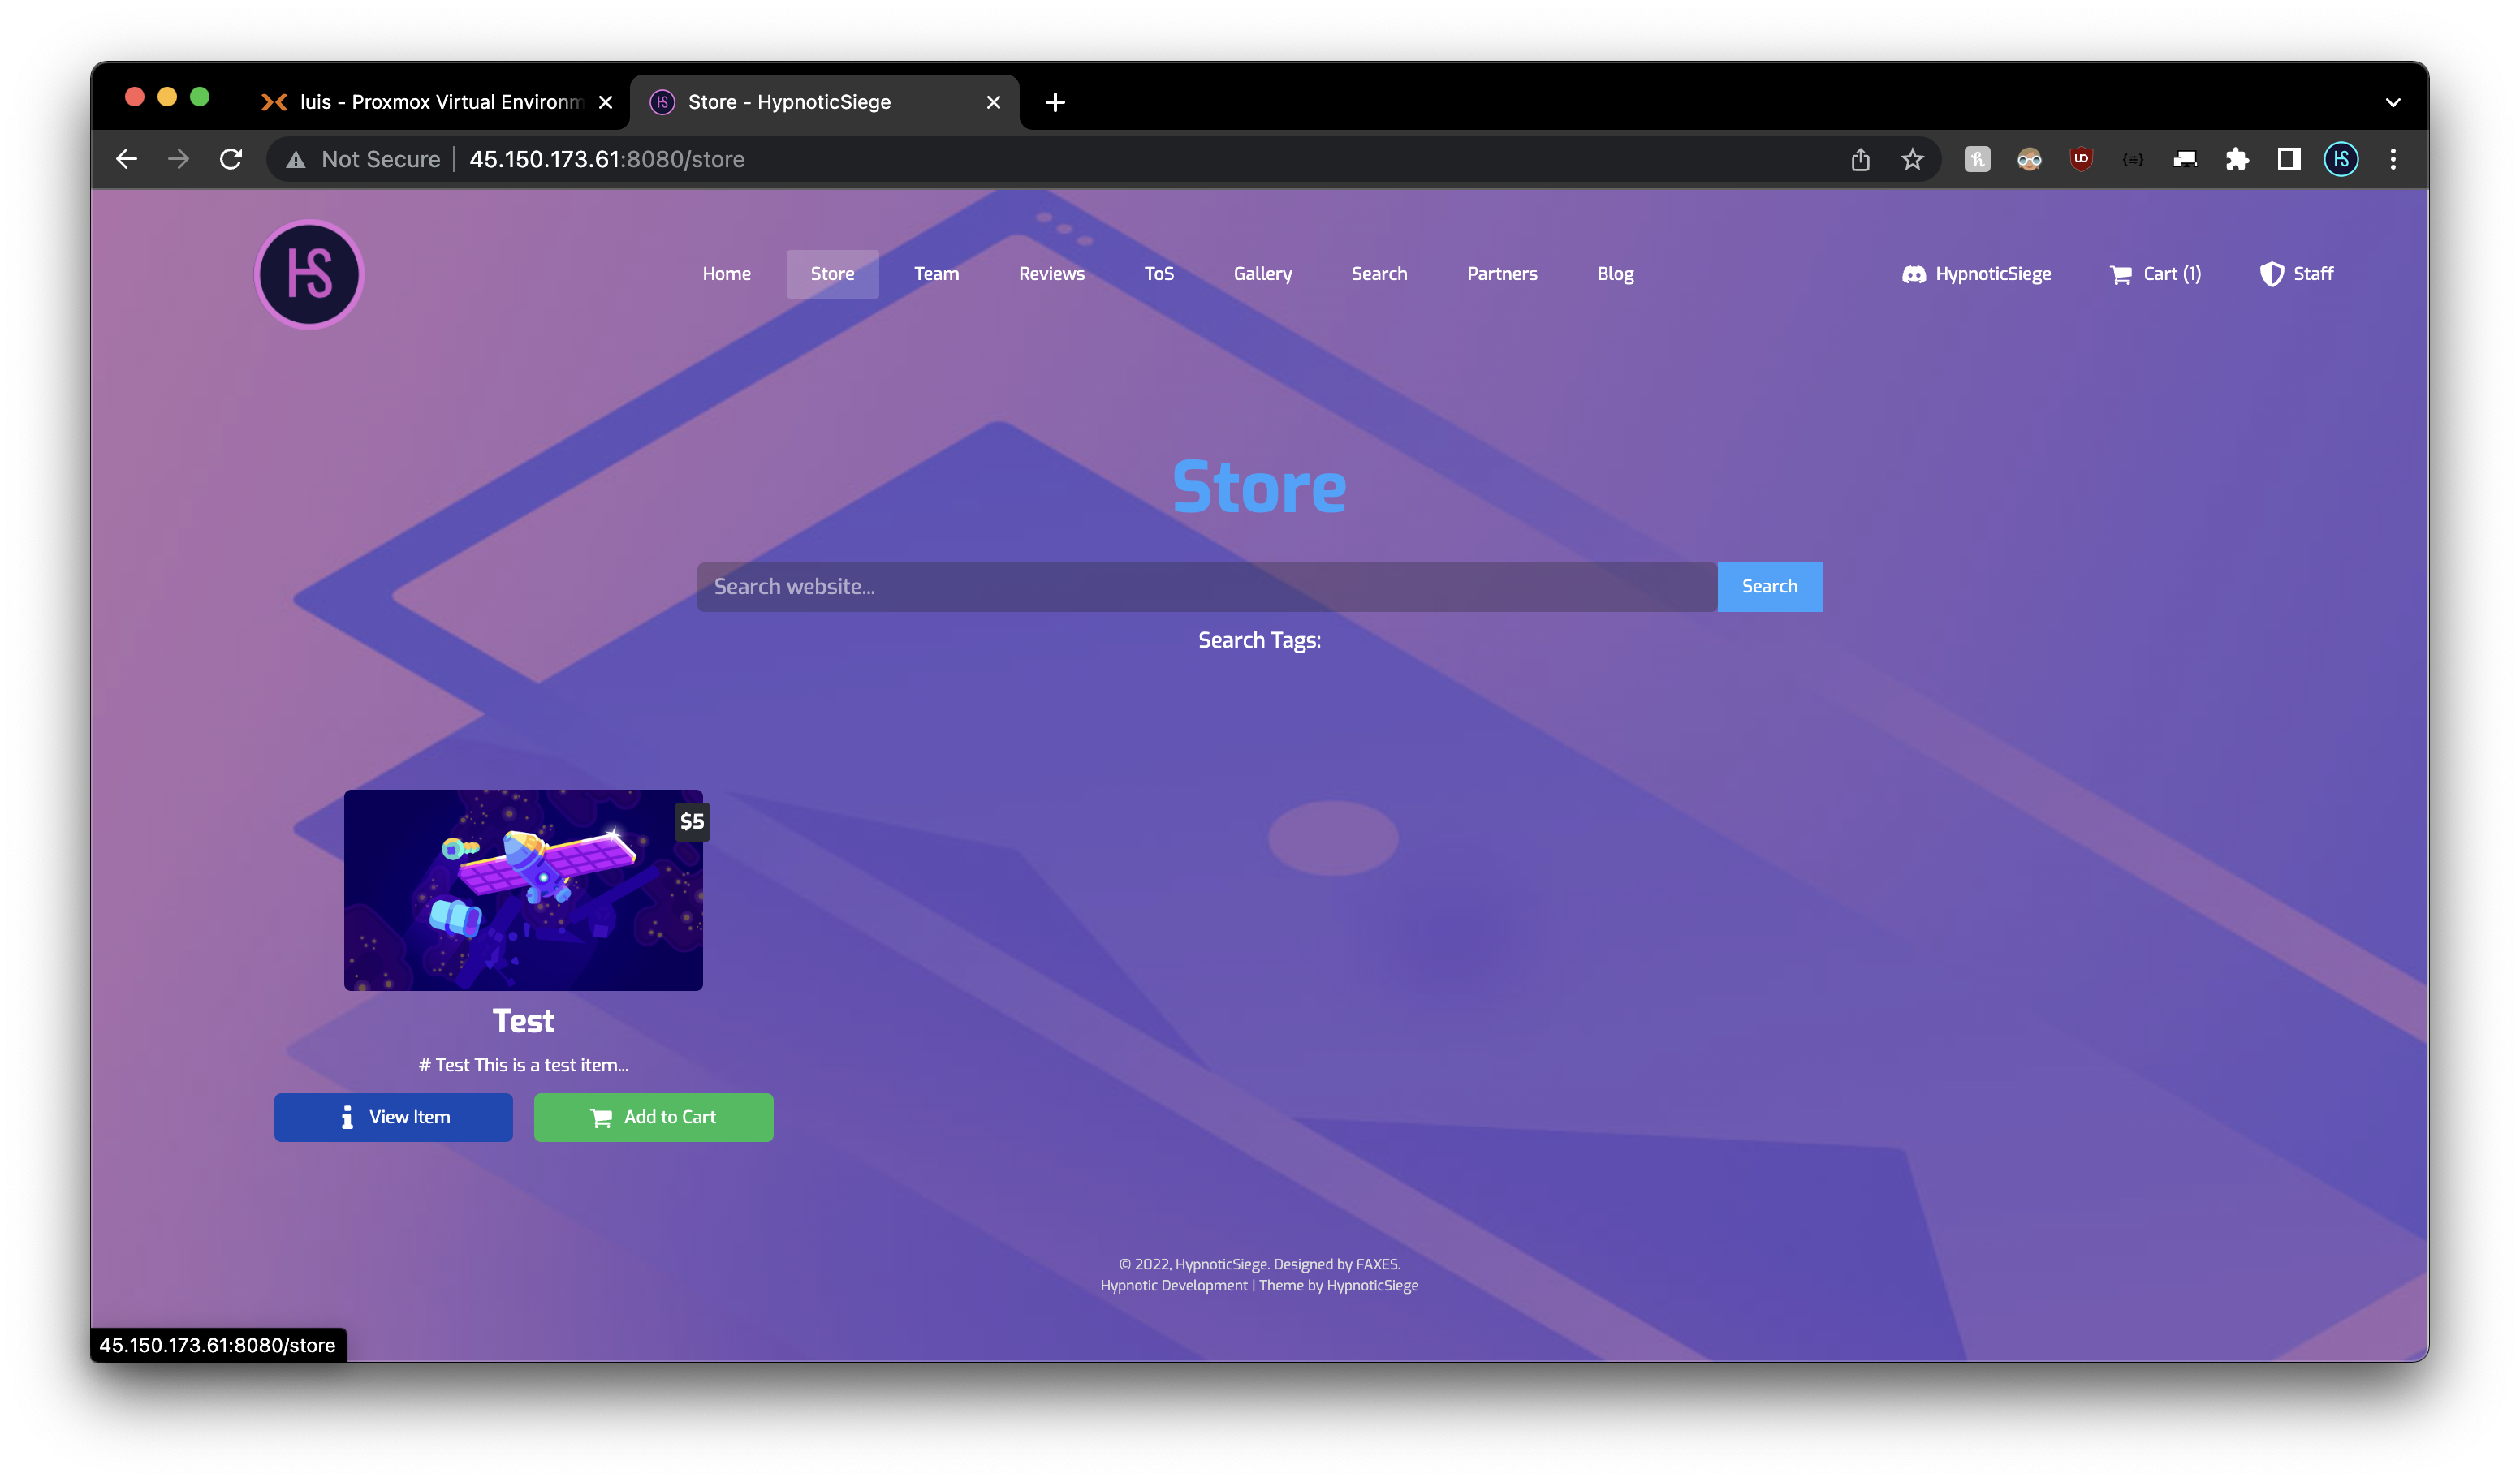 luis - Proxmox Virtual Environm
Store - HypnoticSiege
Not Secure | 45.150.173.61:8080/store
HS
HS
Home Store Team Reviews ToS Gallery Search Partners Blog HypnoticSiege Cart (1) Staff
Store
Search website... Search
Search Tags:
$5
Test
# Test This is a test item...
View Item Add to Cart
© 2022, HypnoticSiege. Designed by FAXES.
Hypnotic Development | Theme by HypnoticSiege
45.150.173.61:8080/store